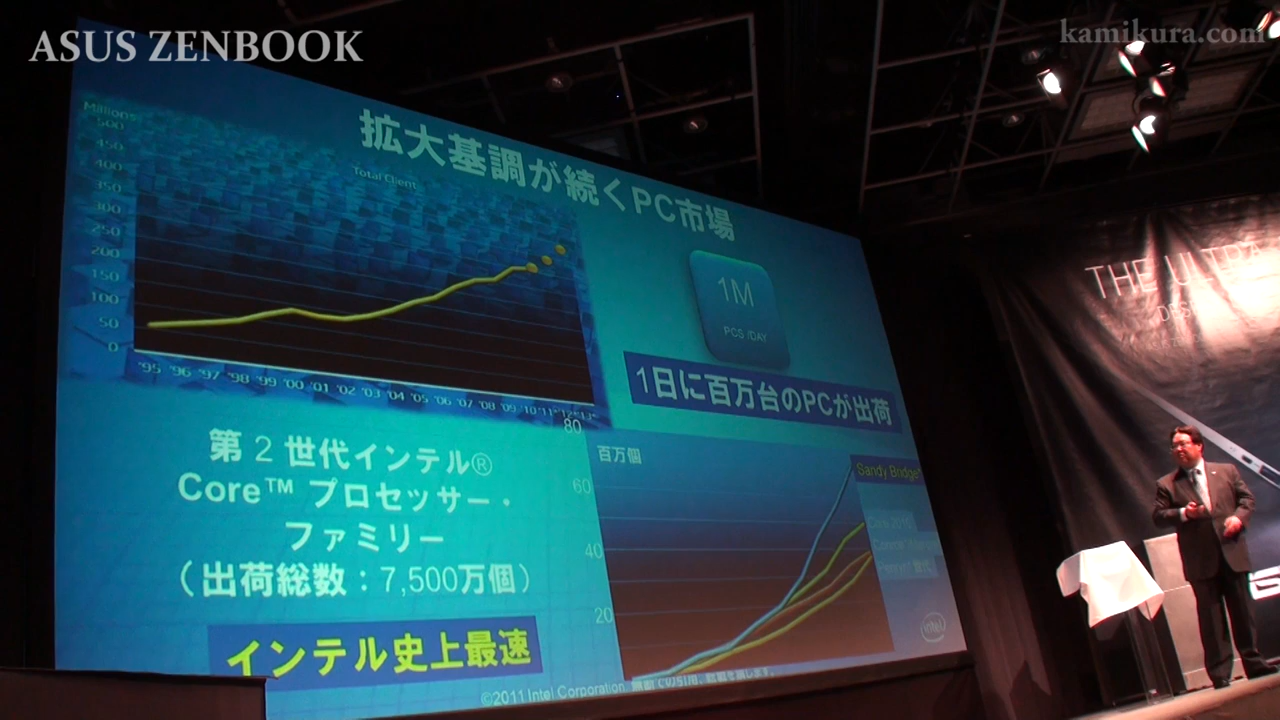 ASUS ZENBOOK
kamikura.com
拡大基調が続くPC市場
Millions
Total Client
500
450
400
350
300
250
200
150
100
50
0
'95 '96 '97 '98 '99 '00 '01 '02 '03 '04 '05 '06 '07 '08 '09 '10 '11 '12 '13
1M
PCS /DAY
1日に百万台のPCが出荷
THE ULTRA
第2世代インテル®
Core™ プロセッサー・
ファミリー
(出荷総数:7,500万個)
インテル史上最速
百万個
80
60
40
20
Sandy Bridge
Core 2010
intel
©2011 Intel Corporation